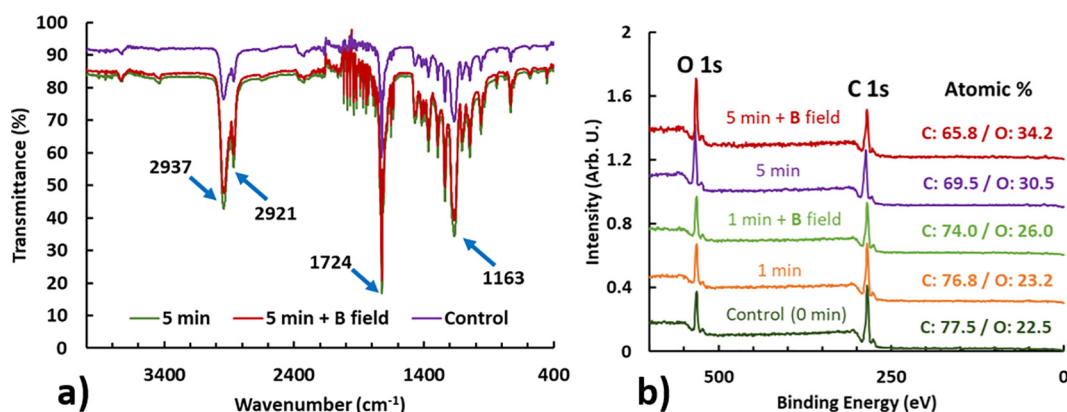 100
90
80
70
60
50
40
30
20
10
0
Transmittance (%)
2937
2921
1724
1163
5 min 5 min + B field Control
3400 2400 1400 400
Wavenumber (cm⁻¹)
a)
2
1.6
1.2
0.8
0.4
0
Intensity (Arb. U.)
O 1s
C 1s
Atomic %
5 min + B field
C: 65.8 / O: 34.2
5 min
C: 69.5 / O: 30.5
1 min + B field
C: 74.0 / O: 26.0
1 min
C: 76.8 / O: 23.2
Control (0 min)
C: 77.5 / O: 22.5
500 250 0
Binding Energy (eV)
b)